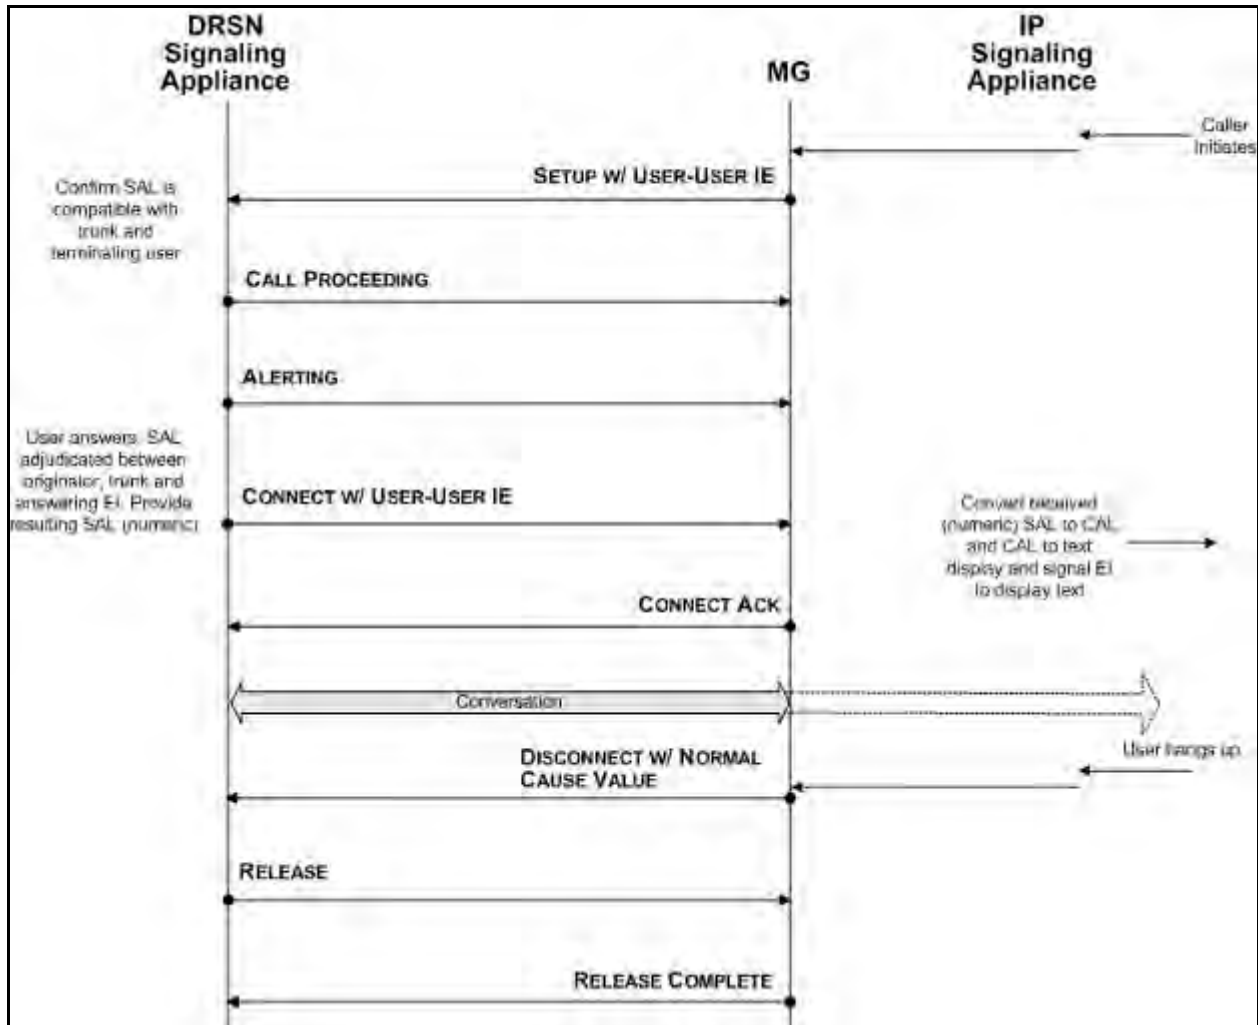 DRSN
Signaling
Appliance
MG
IP
Signaling
Appliance
Caller
Initiates
SETUP W/ USER-USER IE
Confirm SAL is
compatible with
trunk and
terminating user
CALL PROCEEDING
ALERTING
User answers. SAL
adjudicated between
originator, trunk and
answering EI. Provide
resulting SAL (numeric)
CONNECT W/ USER-USER IE
Convert received
(numeric) SAL to CAL
and CAL to text
display and signal EI
to display text
CONNECT ACK
Conversation
User hangs up
DISCONNECT W/ NORMAL
CAUSE VALUE
RELEASE
RELEASE COMPLETE